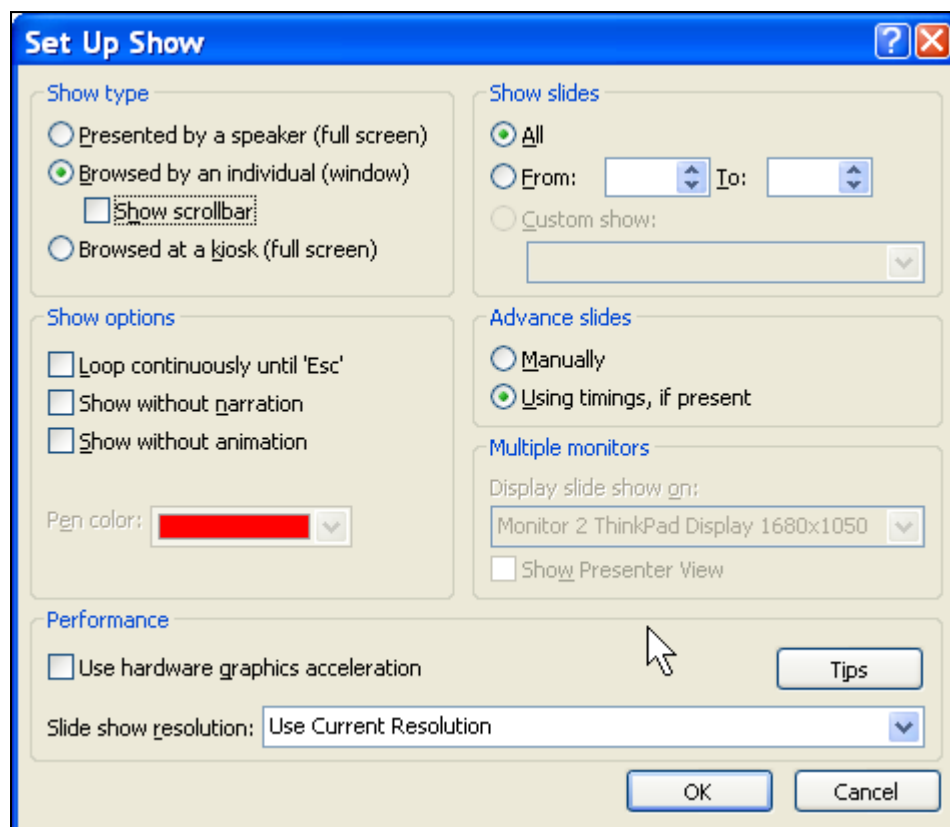 Set Up Show
Show type
Presented by a speaker (full screen)
Browsed by an individual (window)
Show scrollbar
Browsed at a kiosk (full screen)
Show slides
All
From: To:
Custom show:
Show options
Loop continuously until 'Esc'
Show without narration
Show without animation
Pen color:
Advance slides
Manually
Using timings, if present
Multiple monitors
Display slide show on:
Monitor 2 ThinkPad Display 1680x1050
Show Presenter View
Performance
Use hardware graphics acceleration
Tips
Slide show resolution: Use Current Resolution
OK Cancel